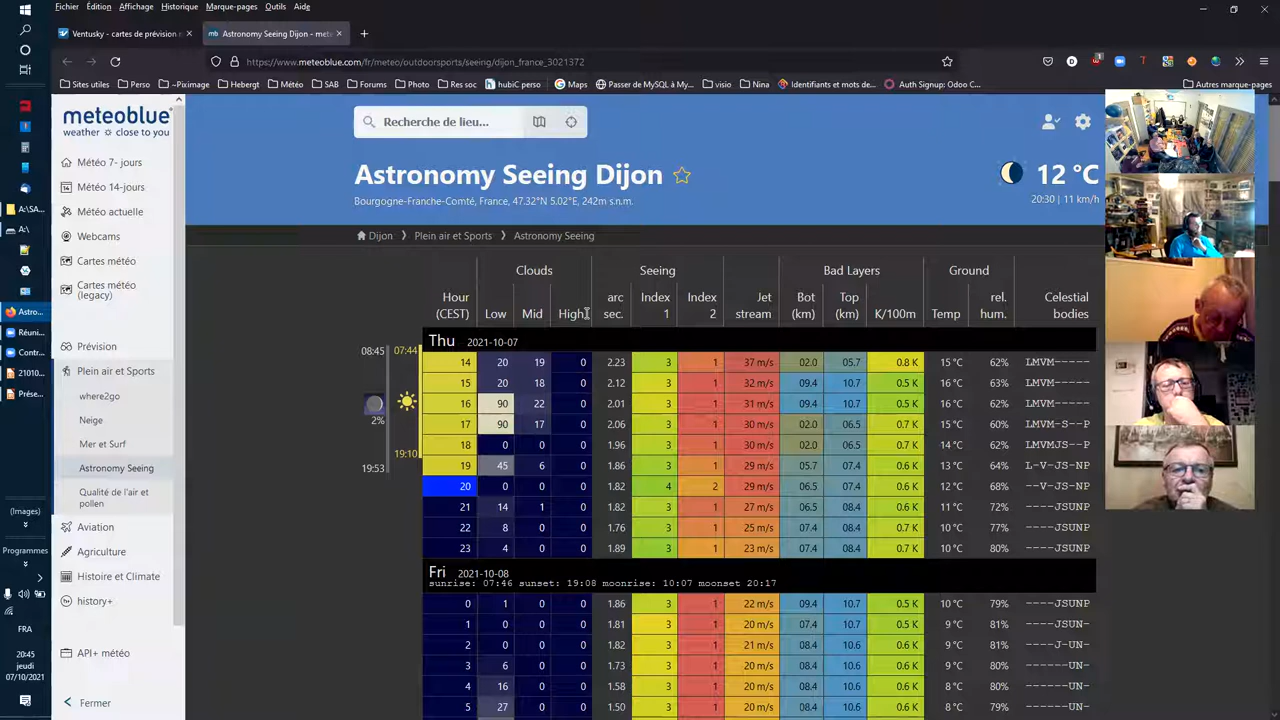 Fichier Édition Affichage Historique Marque-pages Outils Aide
Ventusky - cartes de prévision m
Astronomy Seeing Dijon - mete
https://www.meteoblue.com/fr/meteo/outdoorsports/seeing/dijon_france_3021372
Sites utiles Perso ~Piximage Hebergt Météo SAB Forums Photo Res soc hubiC perso Maps Passer de MySQL à My... visio Nina Identifiants et mots de... Auth Signup: Odoo C... Autres marque-pages
meteoblue
weather close to you
Météo 7- jours
Météo 14-jours
Météo actuelle
Webcams
Cartes météo
Cartes météo
(legacy)
Prévision
Plein air et Sports
where2go
Neige
Mer et Surf
Astronomy Seeing
Qualité de l'air et
pollen
Aviation
Agriculture
Histoire et Climate
history+
API+ météo
Fermer
Recherche de lieu...
Astronomy Seeing Dijon
Bourgogne-Franche-Comté, France, 47.32°N 5.02°E, 242m s.n.m.
12 °C
20:30 | 11 km/h
Dijon Plein air et Sports Astronomy Seeing
Clouds Seeing Bad Layers Ground
Hour arc Index Index Jet Bot Top rel. Celestial
(CEST) Low Mid High sec. 1 2 stream (km) (km) K/100m Temp hum. bodies
Thu 2021-10-07
14 20 19 0 2.23 3 1 37 m/s 02.0 05.7 0.8 K 15 °C 62% LMVM-----
15 20 18 0 2.12 3 1 32 m/s 09.4 10.7 0.5 K 16 °C 63% LMVM-----
16 90 22 0 2.01 3 1 31 m/s 09.4 10.7 0.5 K 16 °C 62% LMVM-----
17 90 17 0 2.06 3 1 30 m/s 02.0 06.5 0.7 K 15 °C 60% LMVM-S--P
18 0 0 0 1.96 3 1 30 m/s 02.0 06.5 0.7 K 14 °C 62% LMVMJS--P
19 45 6 0 1.86 3 1 29 m/s 05.7 07.4 0.6 K 13 °C 64% L-V-JS-NP
20 0 0 0 1.82 4 2 29 m/s 06.5 07.4 0.6 K 12 °C 68% --V-JS-NP
21 14 1 0 1.82 3 1 27 m/s 06.5 08.4 0.6 K 11 °C 72% ----JSUNP
22 8 0 0 1.76 3 1 25 m/s 07.4 08.4 0.6 K 10 °C 77% ----JSUNP
23 4 0 0 1.89 3 1 23 m/s 07.4 08.4 0.7 K 10 °C 80% ----JSUNP
08:45 07:44
2%
19:10
19:53
Fri 2021-10-08
sunrise: 07:46 sunset: 19:08 moonrise: 10:07 moonset 20:17
0 1 0 0 1.86 3 1 22 m/s 09.4 10.7 0.5 K 10 °C 79% ----JSUNP
1 0 0 0 1.81 3 1 20 m/s 07.4 10.7 0.5 K 9 °C 81% ----JSUN-
2 0 0 0 1.82 3 1 21 m/s 08.4 10.6 0.6 K 9 °C 81% ----J-UN-
3 6 0 0 1.73 3 1 20 m/s 08.4 10.6 0.6 K 9 °C 80% ------UN-
4 16 0 0 1.58 3 1 20 m/s 08.4 10.6 0.6 K 8 °C 80% ------UN-
5 27 0 0 1.50 3 1 20 m/s 08.4 10.6 0.6 K 8 °C 79% ------UN-
A:\SA...
A:\
Astro...
Réuni...
Contr...
21010...
Prése...
(Images)
Programmes
FRA
20:45
jeudi
07/10/2021